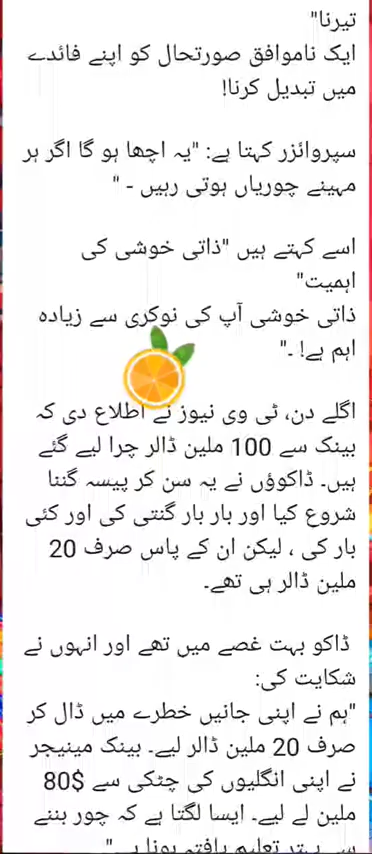 تیرنا"
ایک ناموافق صورتحال کو اپنے فائدے
میں تبدیل کرنا!
سپروائزر کہتا ہے: "یہ اچھا ہو گا اگر ہر
مہینے چوریاں ہوتی رہیں - "
اسے کہتے ہیں "ذاتی خوشی کی
اہمیت"
ذاتی خوشی آپ کی نوکری سے زیادہ
اہم ہے! ـ"
اگلے دن، ٹی وی نیوز نے اطلاع دی کہ
بینک سے 100 ملین ڈالر چرا لیے گئے
ہیں۔ ڈاکوؤں نے یہ سن کر پیسہ گننا
شروع کیا اور بار بار گنتی کی اور کئی
بار کی ، لیکن ان کے پاس صرف 20
ملین ڈالر ہی تھے۔
ڈاکو بہت غصے میں تھے اور انہوں نے
شکایت کی:
"ہم نے اپنی جانیں خطرے میں ڈال کر
صرف 20 ملین ڈالر لیے۔ بینک مینیجر
نے اپنی انگلیوں کی چٹکی سے $80
ملین لے لیے۔ ایسا لگتا ہے کہ چور بننے
سے بہتر تعلیم یافتہ ہونا ہے۔"